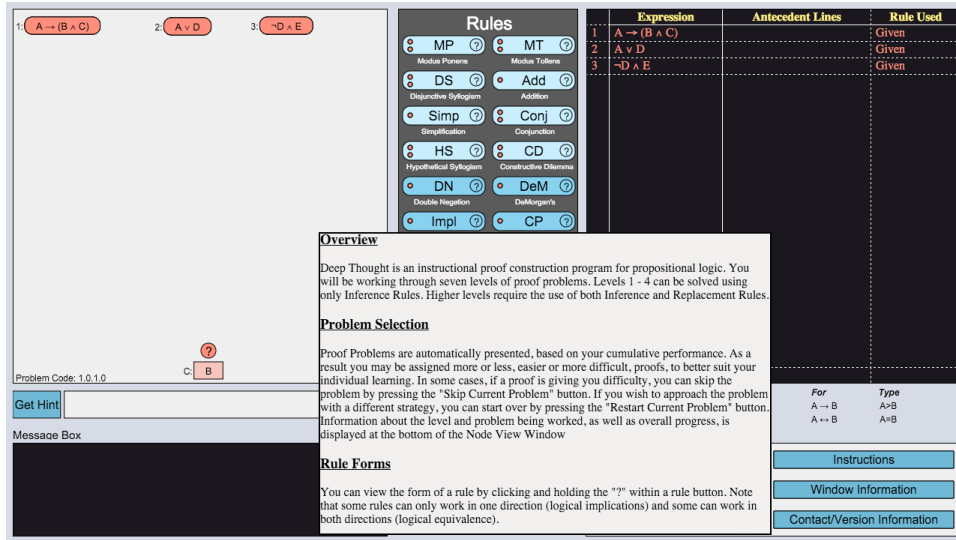 1: A → (B ∧ C)
2: A ∨ D
3: ¬D ∧ E
C: B
Problem Code: 1.0.1.0
Get Hint
Message Box
Rules
MP ? MT ?
Modus Ponens Modus Tollens
DS ? Add ?
Disjunctive Syllogism Addition
Simp ? Conj ?
Simplification Conjunction
HS ? CD ?
Hypothetical Syllogism Constructive Dilemma
DN ? DeM ?
Double Negation DeMorgan's
Impl ? CP ?
Expression Antecedent Lines Rule Used
1 A → (B ∧ C) Given
2 A ∨ D Given
3 ¬D ∧ E Given
Overview
Deep Thought is an instructional proof construction program for propositional logic. You
will be working through seven levels of proof problems. Levels 1 - 4 can be solved using
only Inference Rules. Higher levels require the use of both Inference and Replacement Rules.
Problem Selection
Proof Problems are automatically presented, based on your cumulative performance. As a
result you may be assigned more or less, easier or more difficult, proofs, to better suit your
individual learning. In some cases, if a proof is giving you difficulty, you can skip the
problem by pressing the "Skip Current Problem" button. If you wish to approach the problem
with a different strategy, you can start over by pressing the "Restart Current Problem" button.
Information about the level and problem being worked, as well as overall progress, is
displayed at the bottom of the Node View Window
Rule Forms
You can view the form of a rule by clicking and holding the "?" within a rule button. Note
that some rules can only work in one direction (logical implications) and some can work in
both directions (logical equivalence).
?
For Type
A → B A>B
A ↔ B A=B
Instructions
Window Information
Contact/Version Information